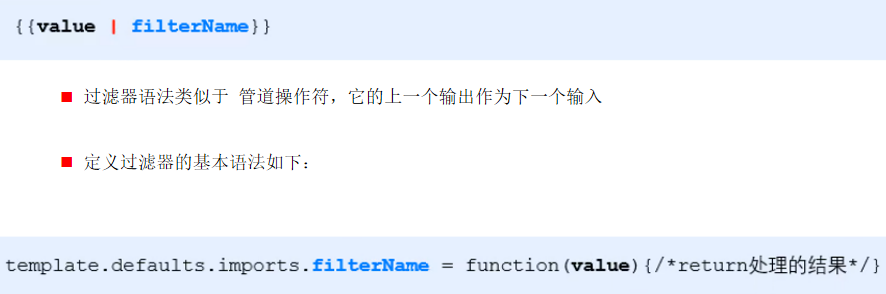 {{value | filterName}}
过滤器语法类似于 管道操作符，它的上一个输出作为下一个输入
定义过滤器的基本语法如下：
template.defaults.imports.filterName = function(value){/*return处理的结果*/}